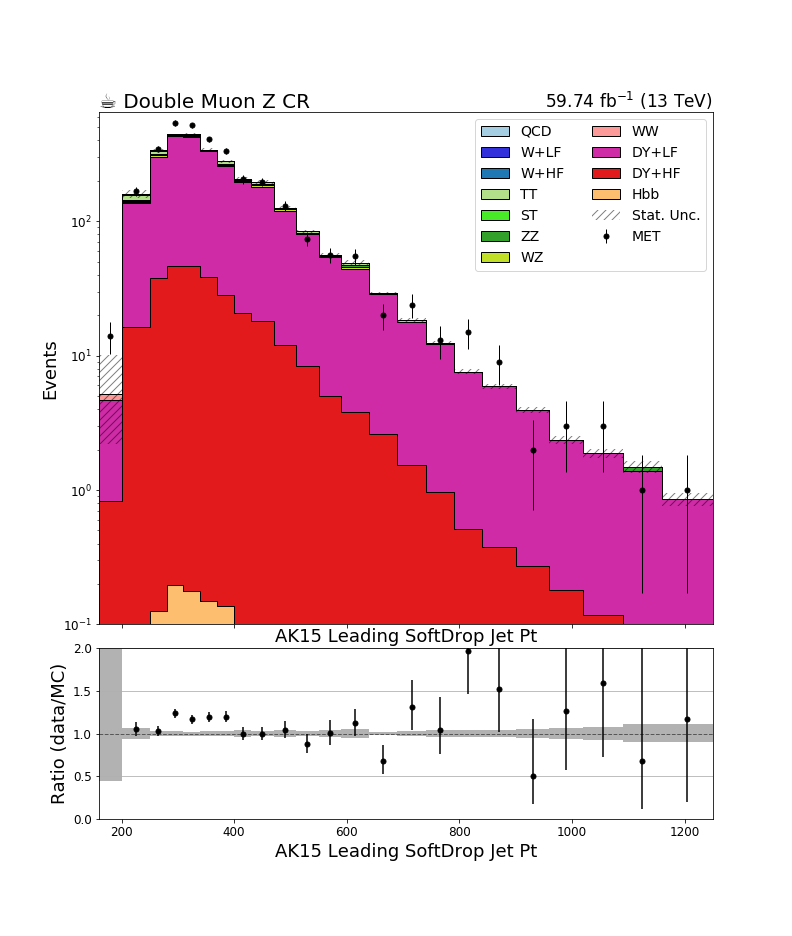 ☕ Double Muon Z CR
59.74 fb⁻¹ (13 TeV)
QCD
W+LF
W+HF
TT
ST
ZZ
WZ
WW
DY+LF
DY+HF
Hbb
Stat. Unc.
MET
Events
10²
10¹
10⁰
10⁻¹
AK15 Leading SoftDrop Jet Pt
Ratio (data/MC)
2.0
1.5
1.0
0.5
0.0
200 400 600 800 1000 1200
AK15 Leading SoftDrop Jet Pt